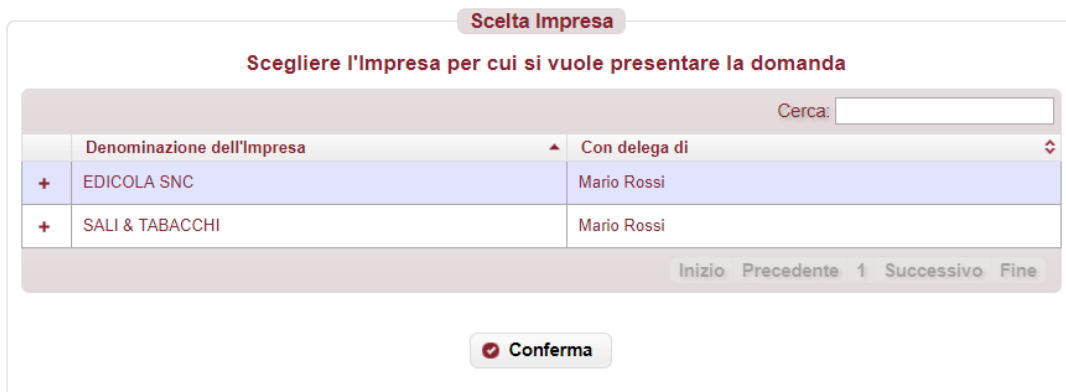 Scelta Impresa
Scegliere l'Impresa per cui si vuole presentare la domanda
Cerca:
Denominazione dell'Impresa Con delega di
+ EDICOLA SNC Mario Rossi
+ SALI & TABACCHI Mario Rossi
Inizio Precedente 1 Successivo Fine
Conferma